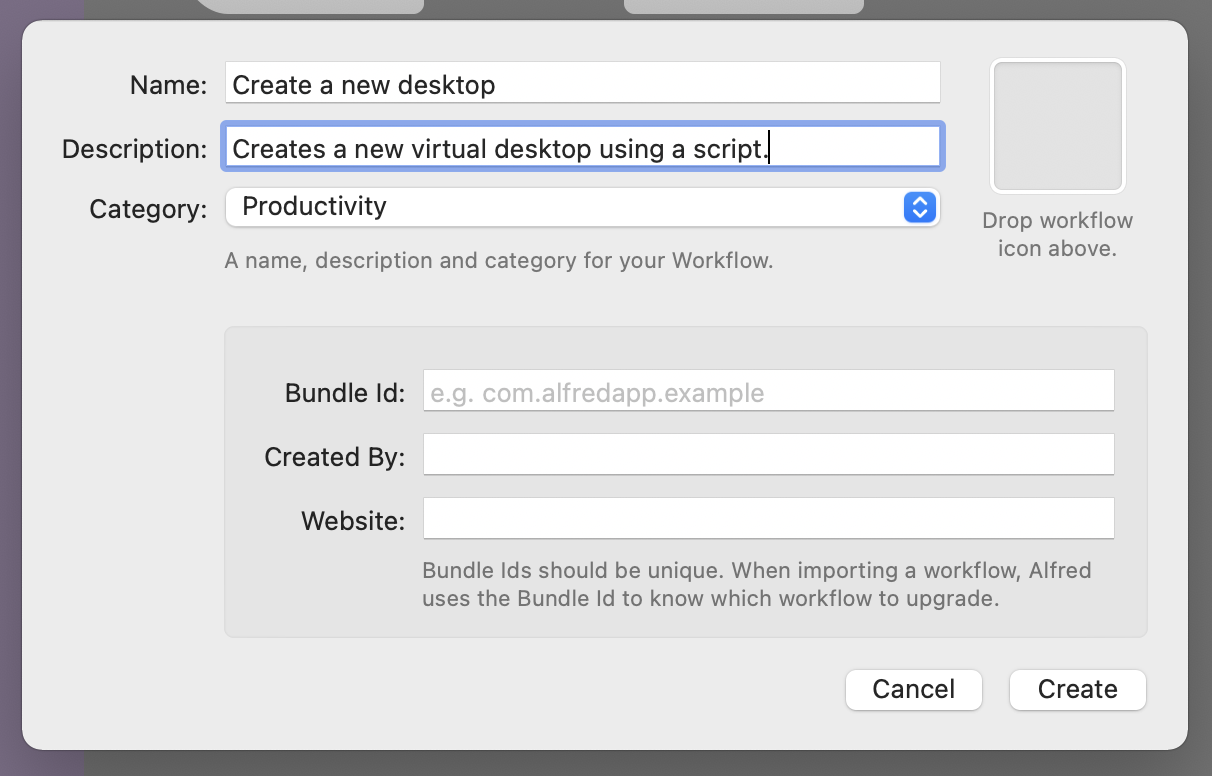 Name: Create a new desktop
Description: Creates a new virtual desktop using a script.
Category: Productivity
A name, description and category for your Workflow.
Drop workflow
icon above.
Bundle Id: e.g. com.alfredapp.example
Created By:
Website:
Bundle Ids should be unique. When importing a workflow, Alfred
uses the Bundle Id to know which workflow to upgrade.
Cancel Create